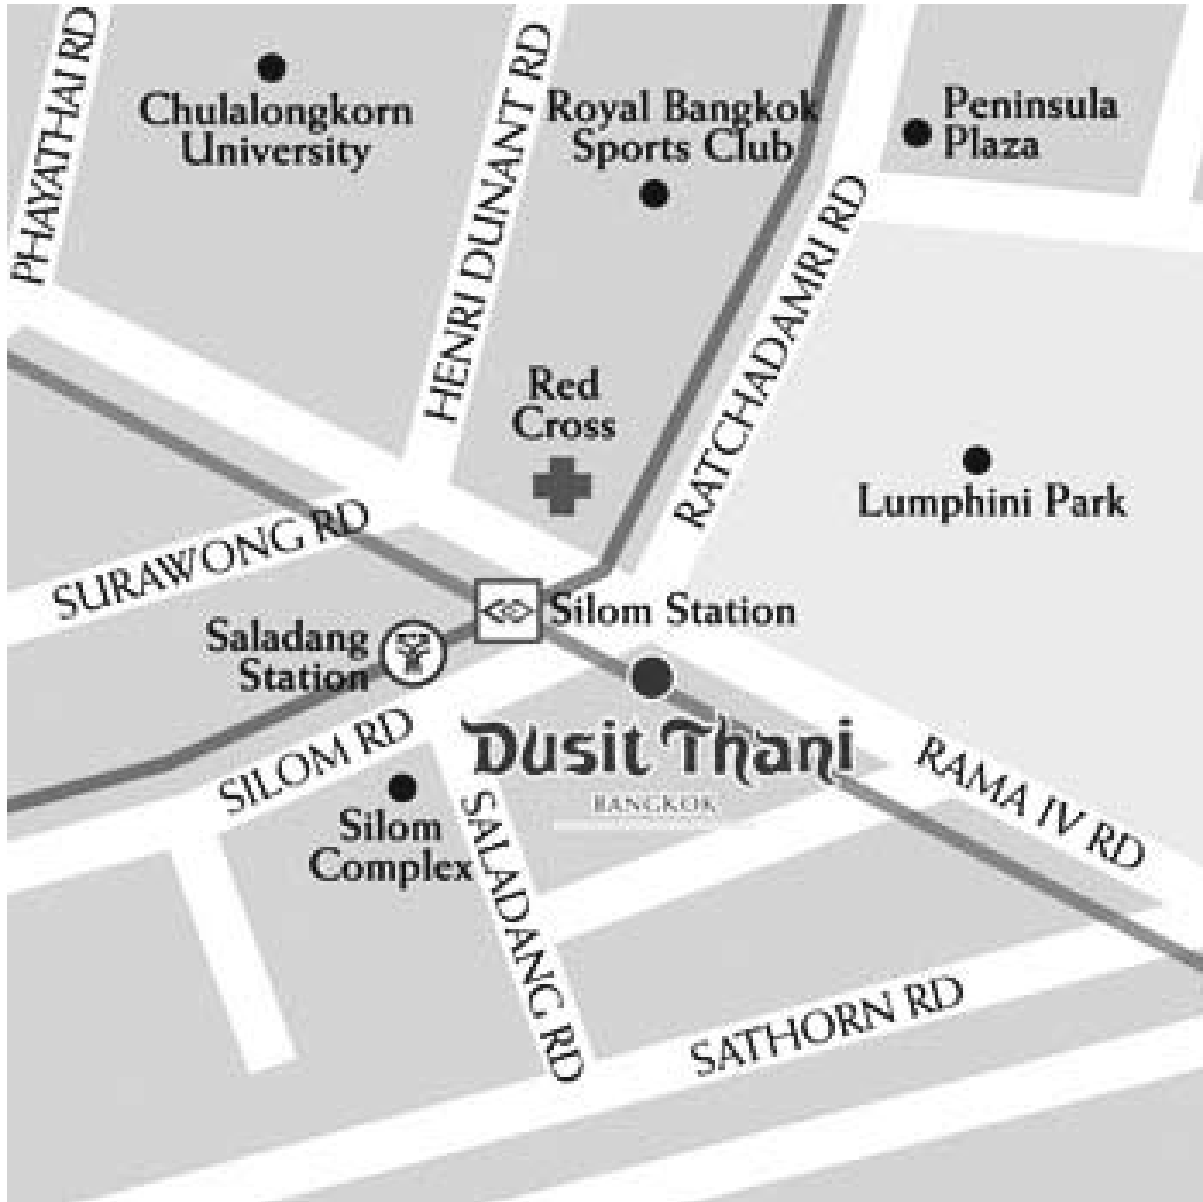 PHAYATHAI RD
Chulalongkorn
University
HENRI DUNANT RD
Royal Bangkok
Sports Club
Peninsula
Plaza
RATCHADAMRI RD
Red
Cross
Lumphini Park
SURAWONG RD
Silom Station
Saladang
Station
SILOM RD
Dusit Thani
BANGKOK
RAMA IV RD
Silom
Complex
SALADANG RD
SATHORN RD